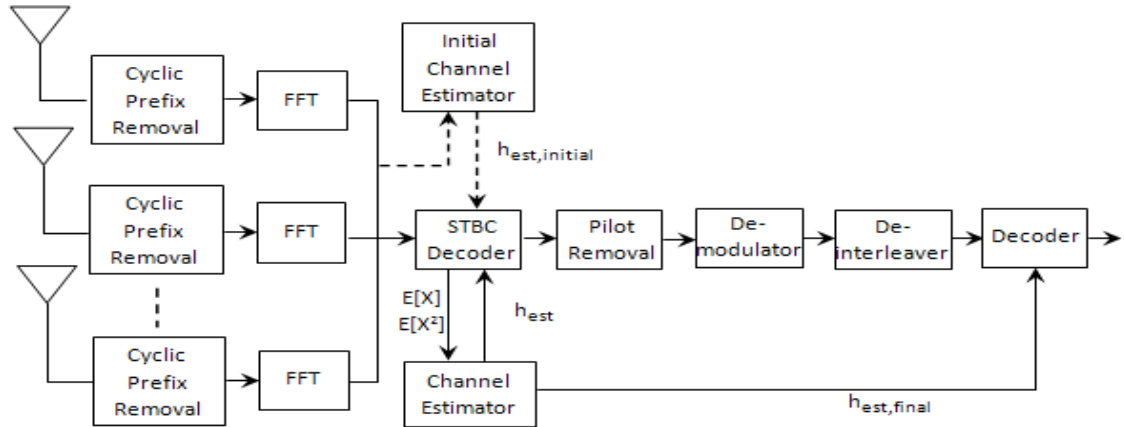 Cyclic
Prefix
Removal
FFT
Initial
Channel
Estimator
h_est,initial
Cyclic
Prefix
Removal
FFT
STBC
Decoder
Pilot
Removal
De-
modulator
De-
interleaver
Decoder
E[X]
E[X²]
h_est
Cyclic
Prefix
Removal
FFT
Channel
Estimator
h_est,final